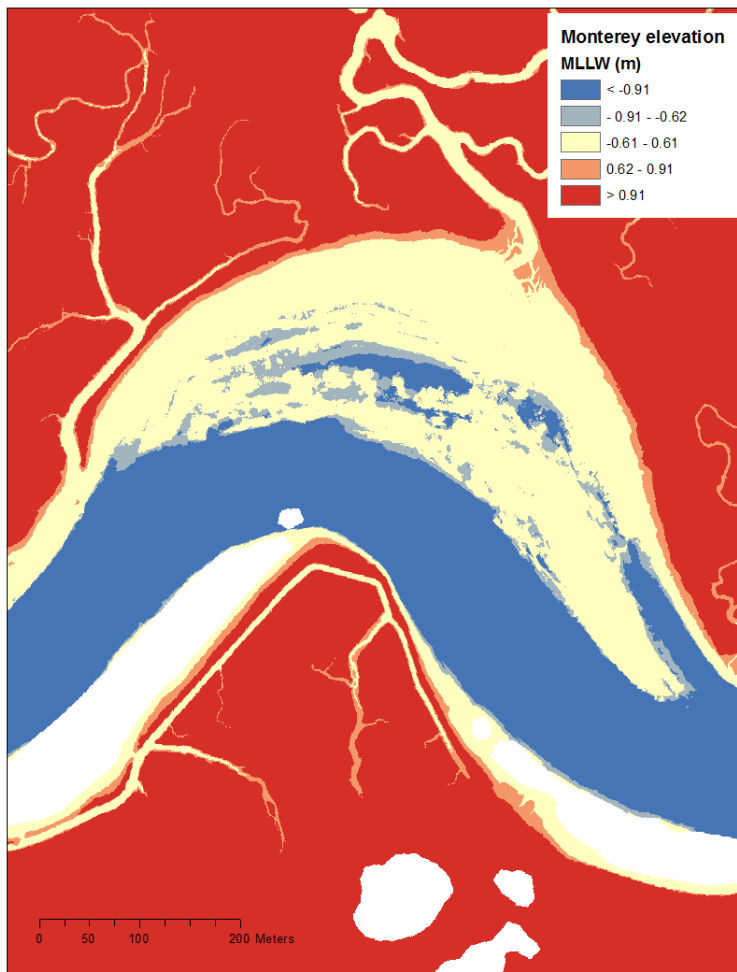 Monterey elevation
MLLW (m)
< -0.91
- 0.91 - -0.62
-0.61 - 0.61
0.62 - 0.91
> 0.91
0 50 100 200 Meters